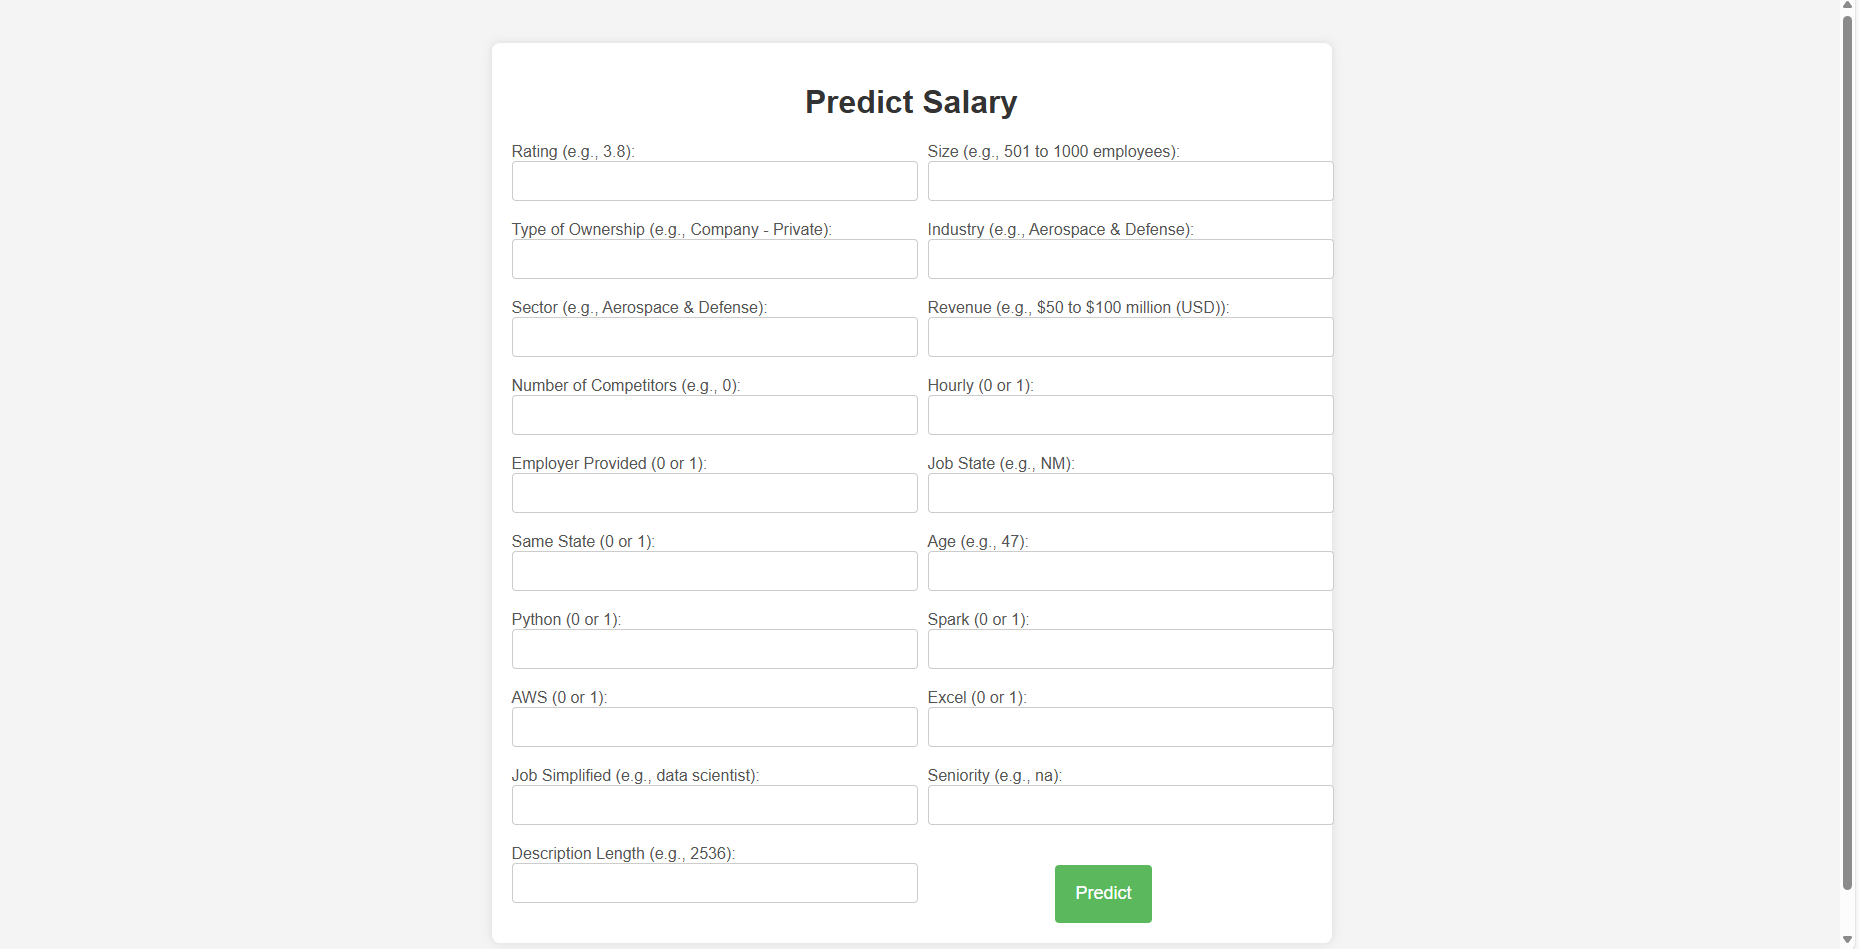 Predict Salary
Rating (e.g., 3.8):
Size (e.g., 501 to 1000 employees):
Type of Ownership (e.g., Company - Private):
Industry (e.g., Aerospace & Defense):
Sector (e.g., Aerospace & Defense):
Revenue (e.g., $50 to $100 million (USD)):
Number of Competitors (e.g., 0):
Hourly (0 or 1):
Employer Provided (0 or 1):
Job State (e.g., NM):
Same State (0 or 1):
Age (e.g., 47):
Python (0 or 1):
Spark (0 or 1):
AWS (0 or 1):
Excel (0 or 1):
Job Simplified (e.g., data scientist):
Seniority (e.g., na):
Description Length (e.g., 2536):
Predict